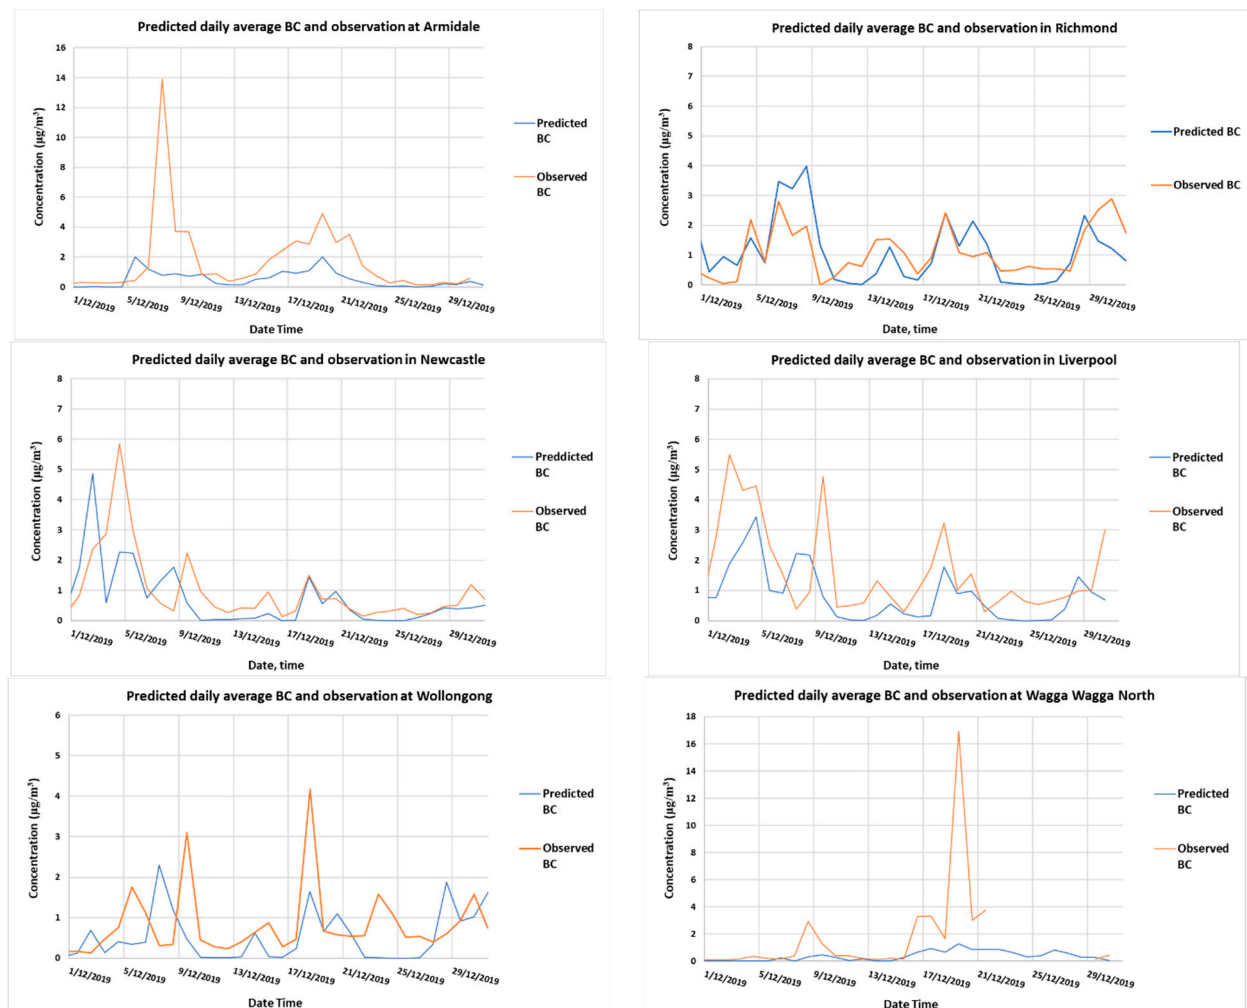 Predicted daily average BC and observation at Armidale
Concentration (µg/m³)
16
14
12
10
8
6
4
2
0
1/12/2019
5/12/2019
9/12/2019
13/12/2019
17/12/2019
21/12/2019
25/12/2019
29/12/2019
Date Time
Predicted
BC
Observed
BC
Predicted daily average BC and observation in Richmond
Concentration (µg/m³)
8
7
6
5
4
3
2
1
0
1/12/2019
5/12/2019
9/12/2019
13/12/2019
17/12/2019
21/12/2019
25/12/2019
29/12/2019
Date, time
Predicted BC
Observed BC
Predicted daily average BC and observation in Newcastle
Concentration (µg/m³)
8
7
6
5
4
3
2
1
0
1/12/2019
5/12/2019
9/12/2019
13/12/2019
17/12/2019
21/12/2019
25/12/2019
29/12/2019
Date, time
Preddicted
BC
Observed
BC
Predicted daily average BC and observation in Liverpool
Concentration (µg/m³)
8
7
6
5
4
3
2
1
0
1/12/2019
5/12/2019
9/12/2019
13/12/2019
17/12/2019
21/12/2019
25/12/2019
29/12/2019
Date, time
Predicted
BC
Observed
BC
Predicted daily average BC and observation at Wollongong
Concentration (µg/m³)
6
5
4
3
2
1
0
1/12/2019
5/12/2019
9/12/2019
13/12/2019
17/12/2019
21/12/2019
25/12/2019
29/12/2019
Date Time
Predicted
BC
Observed
BC
Predicted daily average BC and observation at Wagga Wagga North
Concentration (µg/m³)
18
16
14
12
10
8
6
4
2
0
1/12/2019
5/12/2019
9/12/2019
13/12/2019
17/12/2019
21/12/2019
25/12/2019
29/12/2019
Date Time
Predicted
BC
Observed
BC